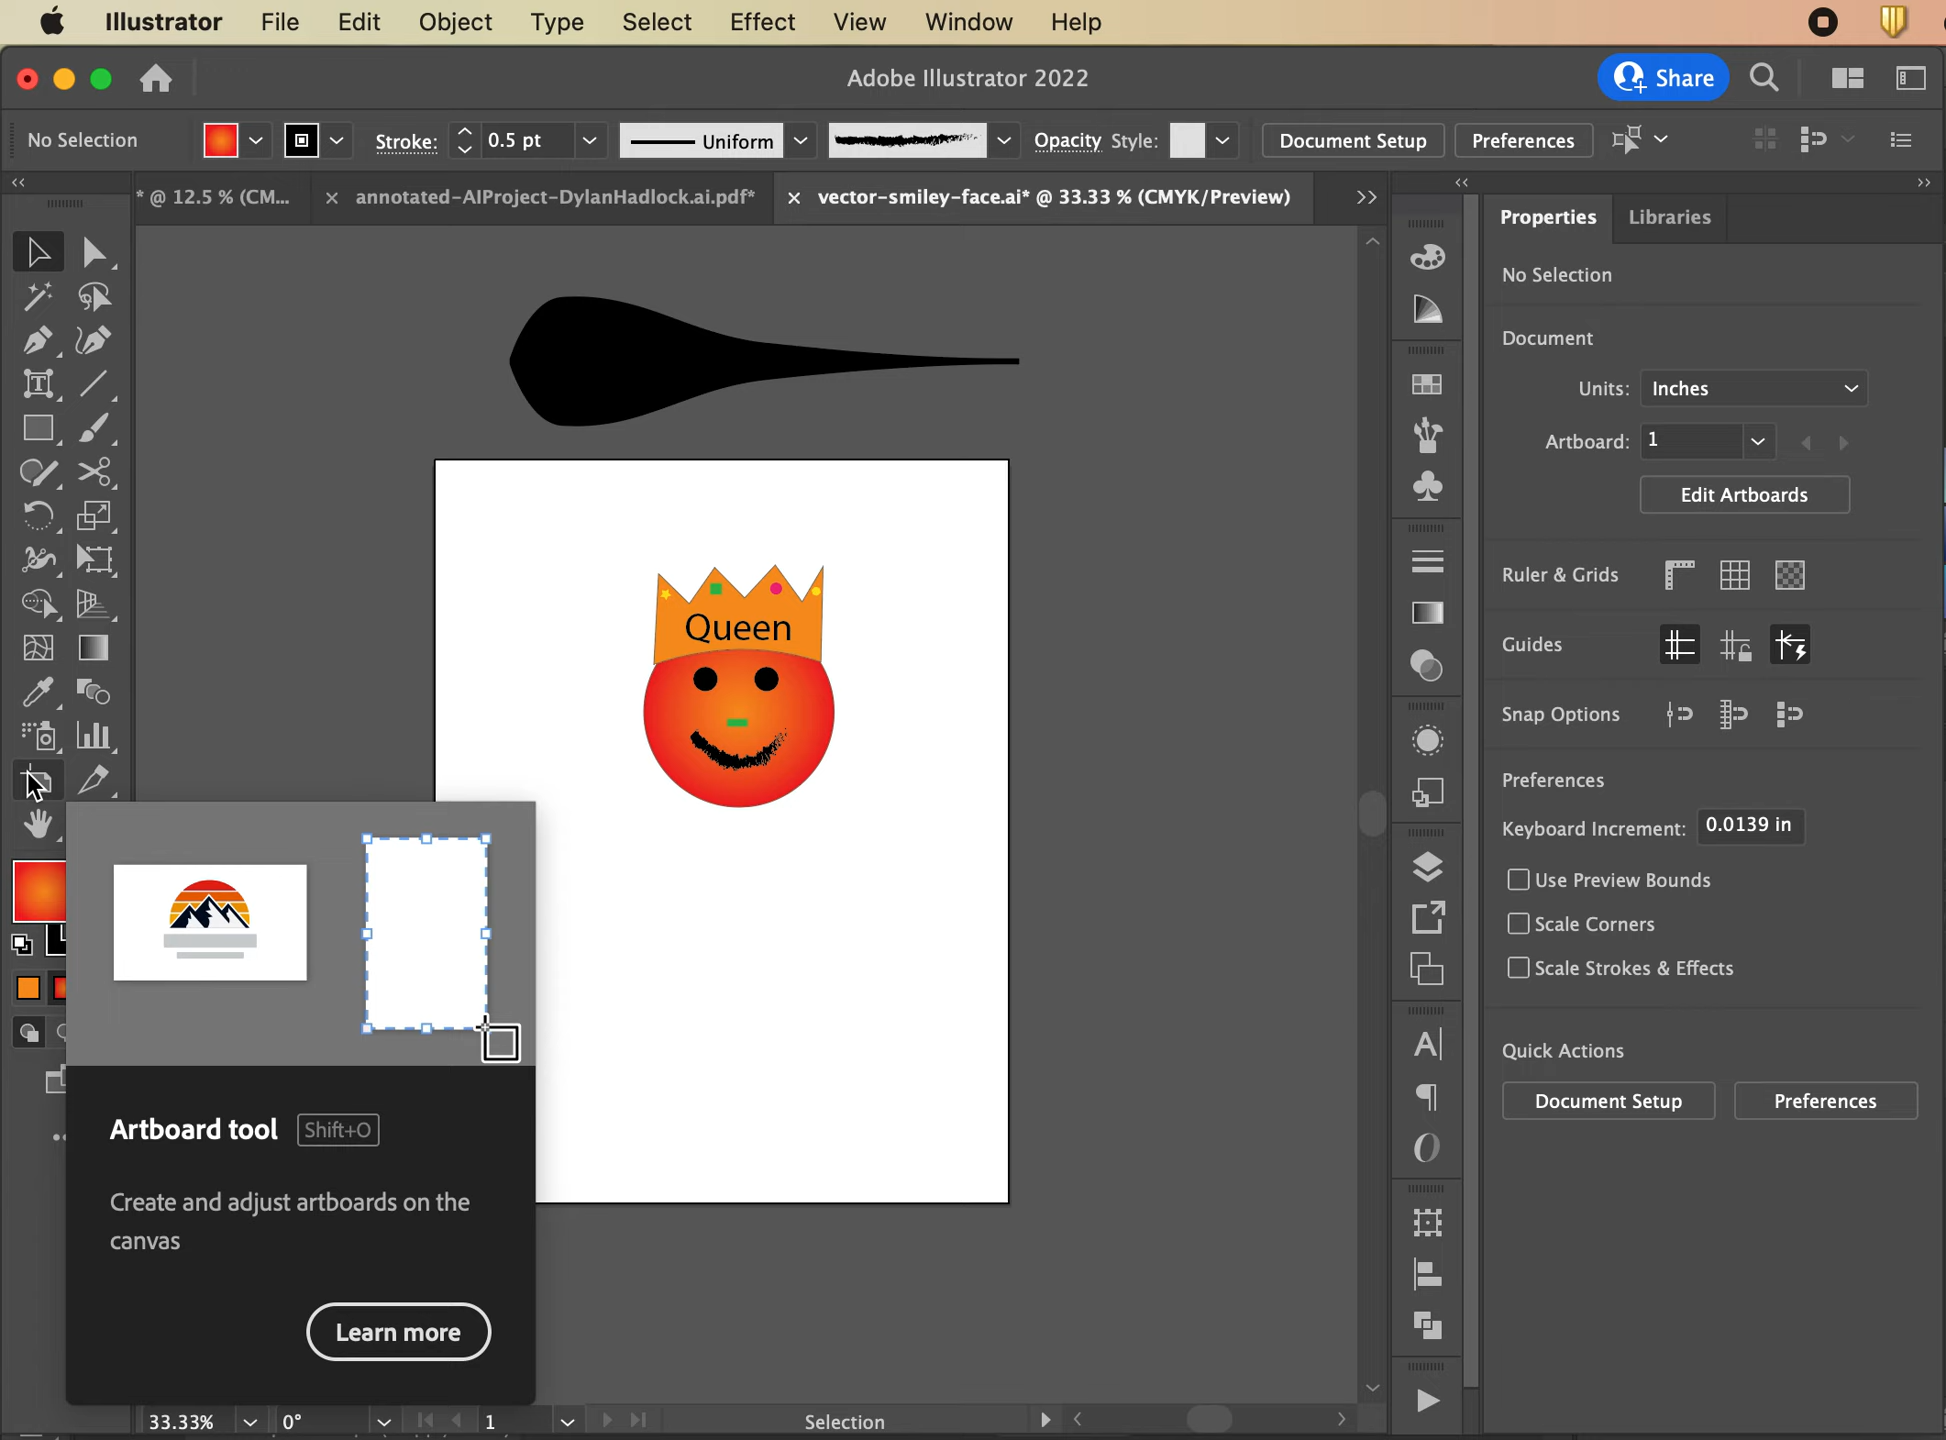 Illustrator File Edit Object Type Select Effect View Window Help
Adobe Illustrator 2022
Share
No Selection
Stroke:
0.5 pt
Uniform
Opacity
Style:
Document Setup
Preferences
* @ 12.5 % (CM...
annotated-AIProject-DylanHadlock.ai.pdf*
vector-smiley-face.ai* @ 33.33 % (CMYK/Preview)
Properties
Libraries
No Selection
Document
Units: Inches
Artboard: 1
Edit Artboards
Ruler & Grids
Guides
Snap Options
Preferences
Keyboard Increment: 0.0139 in
Use Preview Bounds
Scale Corners
Scale Strokes & Effects
Quick Actions
Document Setup
Preferences
Queen
Artboard tool Shift+O
Create and adjust artboards on the
canvas
Learn more
33.33%
0°
1
Selection